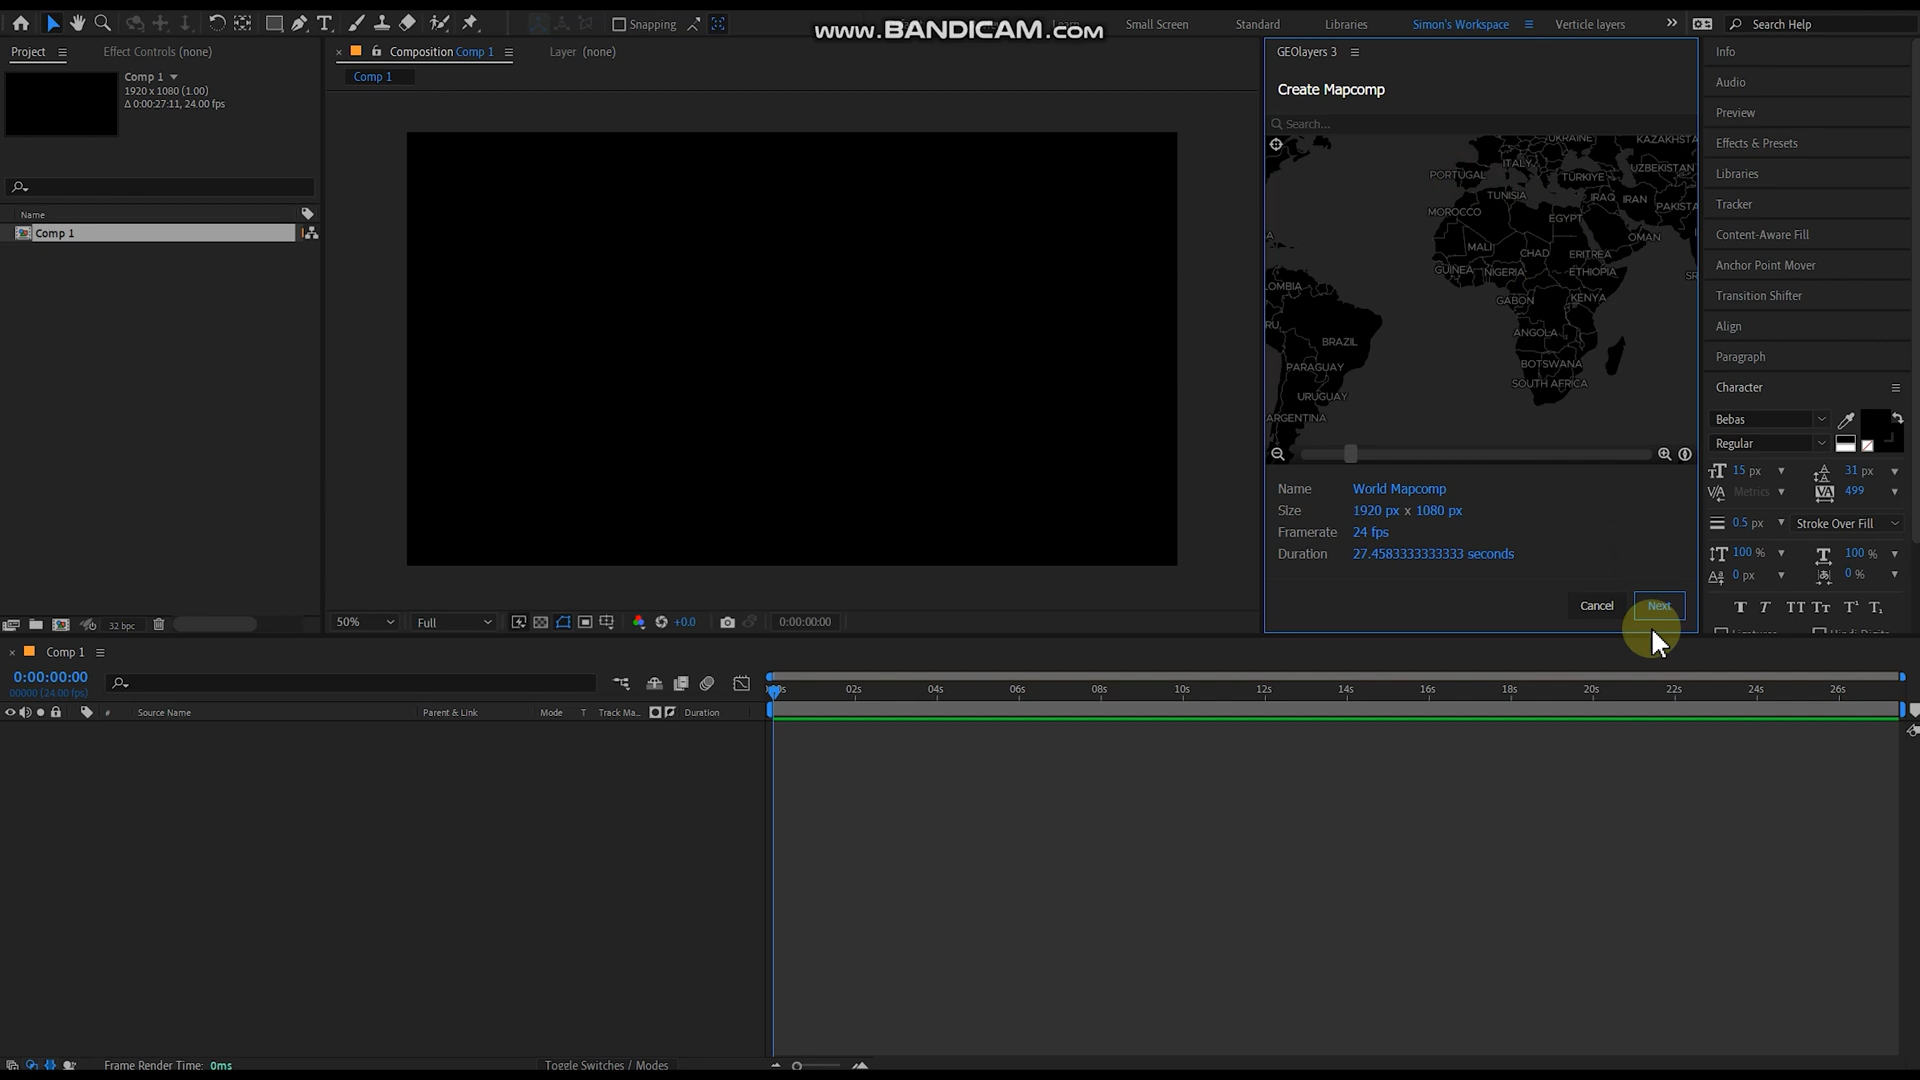 www.BANDICAM.com
Snapping
Learn
Small Screen
Standard
Libraries
Simon's Workspace
Verticle layers
Search Help
Project
Effect Controls (none)
Composition Comp 1
Layer (none)
GEOlayers 3
Info
Comp 1
1920 x 1080 (1.00)
Δ 0:00:27:11, 24.00 fps
Comp 1
Create Mapcomp
Audio
Preview
Search...
Effects & Presets
Libraries
Tracker
Content-Aware Fill
Anchor Point Mover
Transition Shifter
Align
Paragraph
Name
Comp 1
UKRAINE
KAZAKHSTA
ITALY
PORTUGAL
TÜRKIYE
UZBEKISTAN
TUNISIA
IRAQ
IRAN
PAKISTA
MOROCCO
EGYPT
OMAN
MALI
CHAD
ERITREA
GUINEA
NIGERIA
ETHIOPIA
SR
LOMBIA
GABON
KENYA
RU
BRAZIL
ANGOLA
PARAGUAY
BOTSWANA
SOUTH AFRICA
URUGUAY
ARGENTINA
Character
Bebas
Regular
15 px
31 px
Metrics
499
0.5 px
Stroke Over Fill
100 %
100 %
0 px
0 %
Name World Mapcomp
Size 1920 px x 1080 px
Framerate 24 fps
Duration 27.4583333333333 seconds
Cancel
Next
32 bpc
50%
Full
+0.0
0:00:00:00
Comp 1
0:00:00:00
00000 (24.00 fps)
02s 04s 06s 08s 10s 12s 14s 16s 18s 20s 22s 24s 26s
# Source Name Parent & Link Mode T Track Ma... Duration
Frame Render Time: 0ms
Toggle Switches / Modes